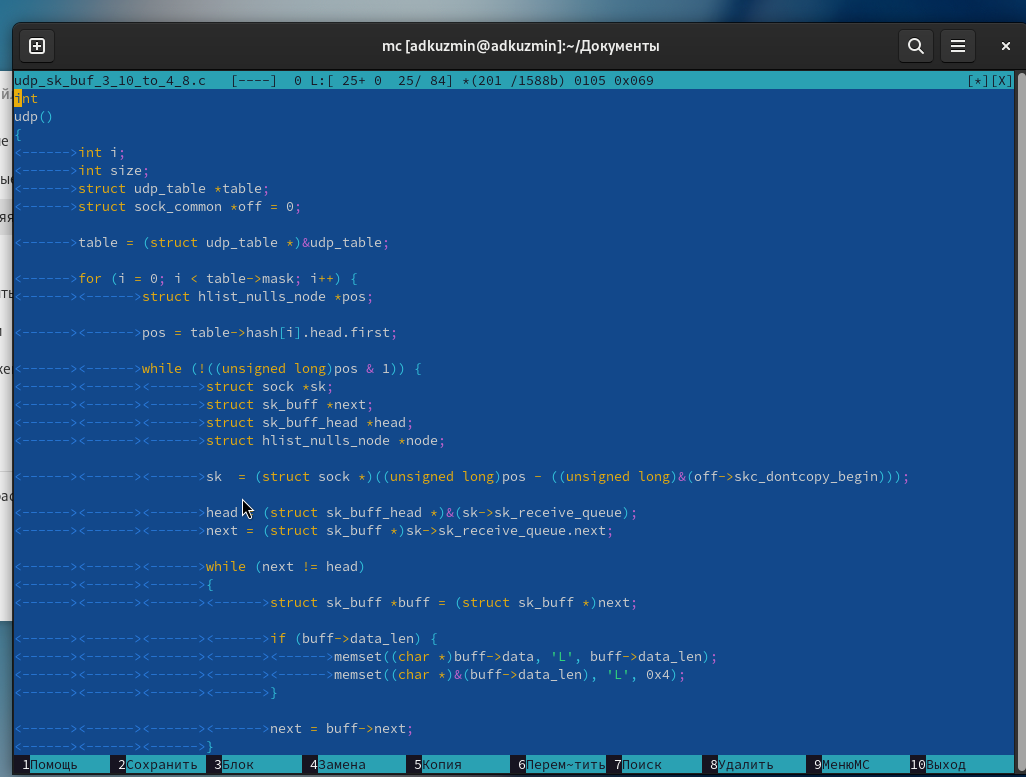 mc [adkuzmin@adkuzmin]:~/Документы
udp_sk_buf_3_10_to_4_8.c   [----]  0 L:[ 25+ 0  25/ 84] *(201 /1588b) 0105 0x069     [*][X]
int
udp()
{
<------>int i;
<------>int size;
<------>struct udp_table *table;
<------>struct sock_common *off = 0;
<------>table = (struct udp_table *)&udp_table;
<------>for (i = 0; i < table->mask; i++) {
<------><------>struct hlist_nulls_node *pos;
<------><------>pos = table->hash[i].head.first;
<------><------>while (!((unsigned long)pos & 1)) {
<------><------><------>struct sock *sk;
<------><------><------>struct sk_buff *next;
<------><------><------>struct sk_buff_head *head;
<------><------><------>struct hlist_nulls_node *node;
<------><------><------>sk  = (struct sock *)((unsigned long)pos - ((unsigned long)&(off->skc_dontcopy_begin)));
<------><------><------>head = (struct sk_buff_head *)&(sk->sk_receive_queue);
<------><------><------>next = (struct sk_buff *)sk->sk_receive_queue.next;
<------><------><------>while (next != head)
<------><------><------>{
<------><------><------><------>struct sk_buff *buff = (struct sk_buff *)next;
<------><------><------><------>if (buff->data_len) {
<------><------><------><------><------>memset((char *)buff->data, 'L', buff->data_len);
<------><------><------><------><------>memset((char *)&(buff->data_len), 'L', 0x4);
<------><------><------><------>}
<------><------><------><------>next = buff->next;
<------><------><------>}
1Помощь 2Сохранить 3Блок 4Замена 5Копия 6Перем~тить 7Поиск 8Удалить 9МенюMC 10Выход